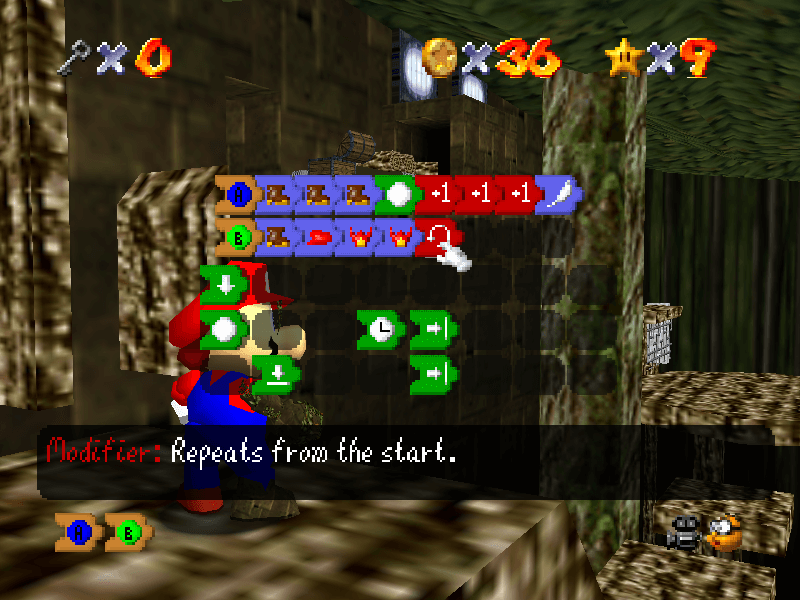 x 0 x 36 x 9
A +1 +1 +1
B
Modifier: Repeats from the start.
A B